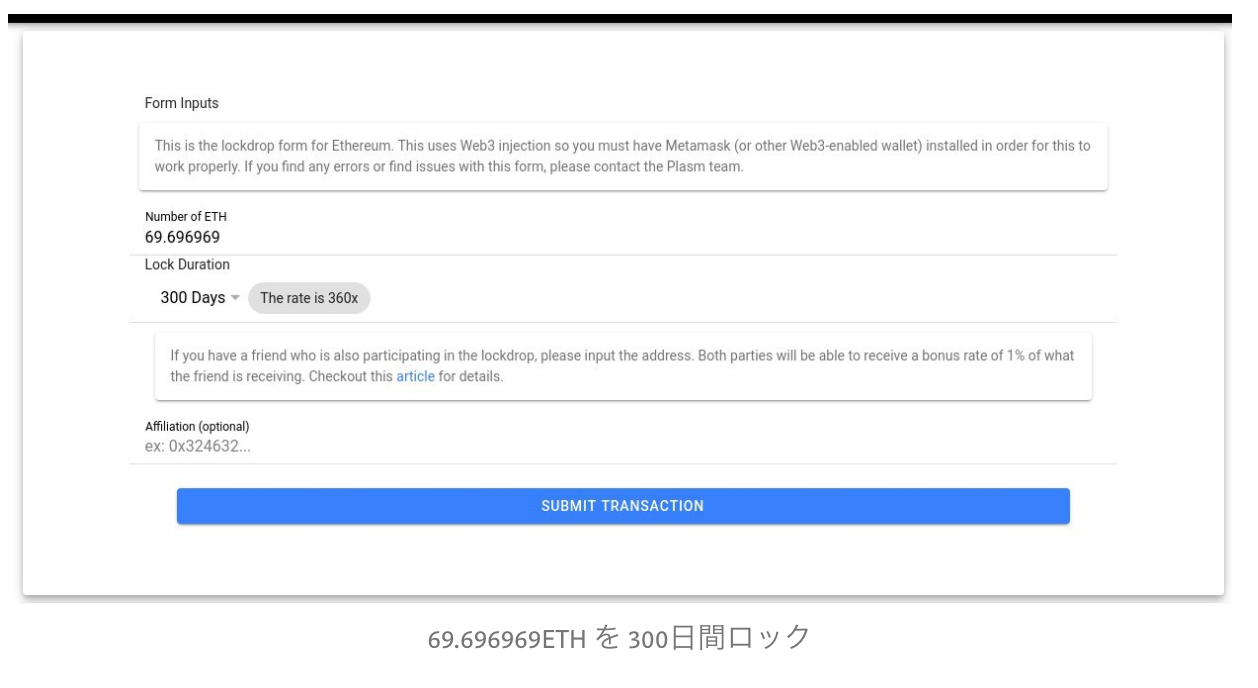 Form Inputs
This is the lockdrop form for Ethereum. This uses Web3 injection so you must have Metamask (or other Web3-enabled wallet) installed in order for this to
work properly. If you find any errors or find issues with this form, please contact the Plasm team.
Number of ETH
69.696969
Lock Duration
300 Days The rate is 360x
If you have a friend who is also participating in the lockdrop, please input the address. Both parties will be able to receive a bonus rate of 1% of what
the friend is receiving. Checkout this article for details.
Affiliation (optional)
ex: 0x324632...
SUBMIT TRANSACTION
69.696969ETH を 300日間ロック